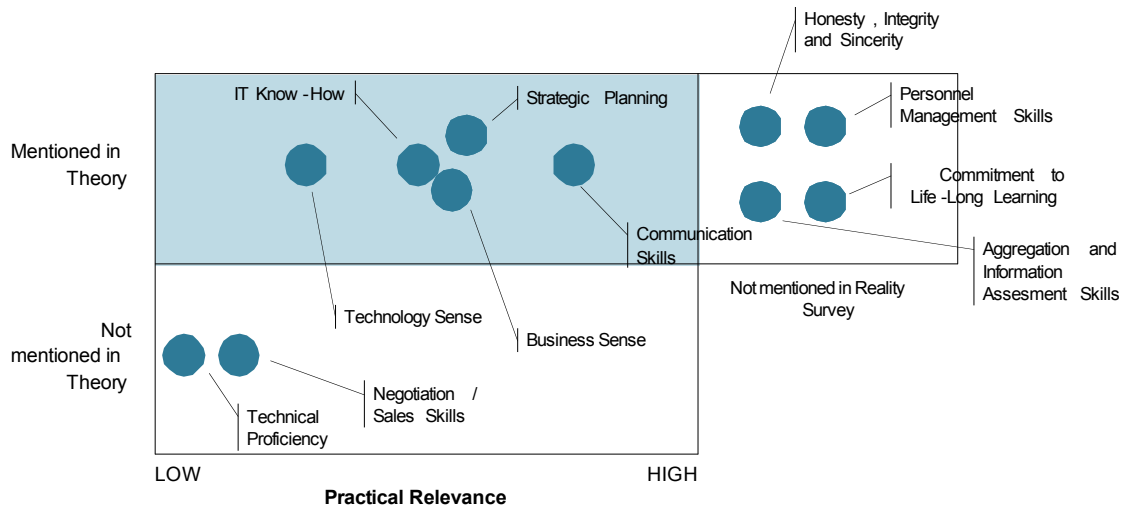 Honesty , Integrity
and Sincerity
IT Know -How
Strategic Planning
Personnel
Management Skills
Mentioned in
Theory
Commitment to
Life -Long Learning
Communication
Skills
Aggregation and
Information
Assesment Skills
Not mentioned in Reality
Survey
Technology Sense
Business Sense
Not
mentioned in
Theory
Negotiation /
Sales Skills
Technical
Proficiency
LOW
HIGH
Practical Relevance